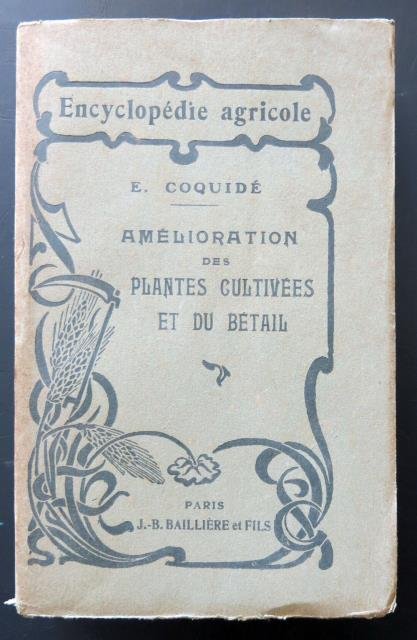 Encyclopédie agricole
E. COQUIDÉ
AMÉLIORATION
DES
PLANTES CULTIVÉES
ET DU BÉTAIL
PARIS
J.-B. BAILLIÈRE et FILS